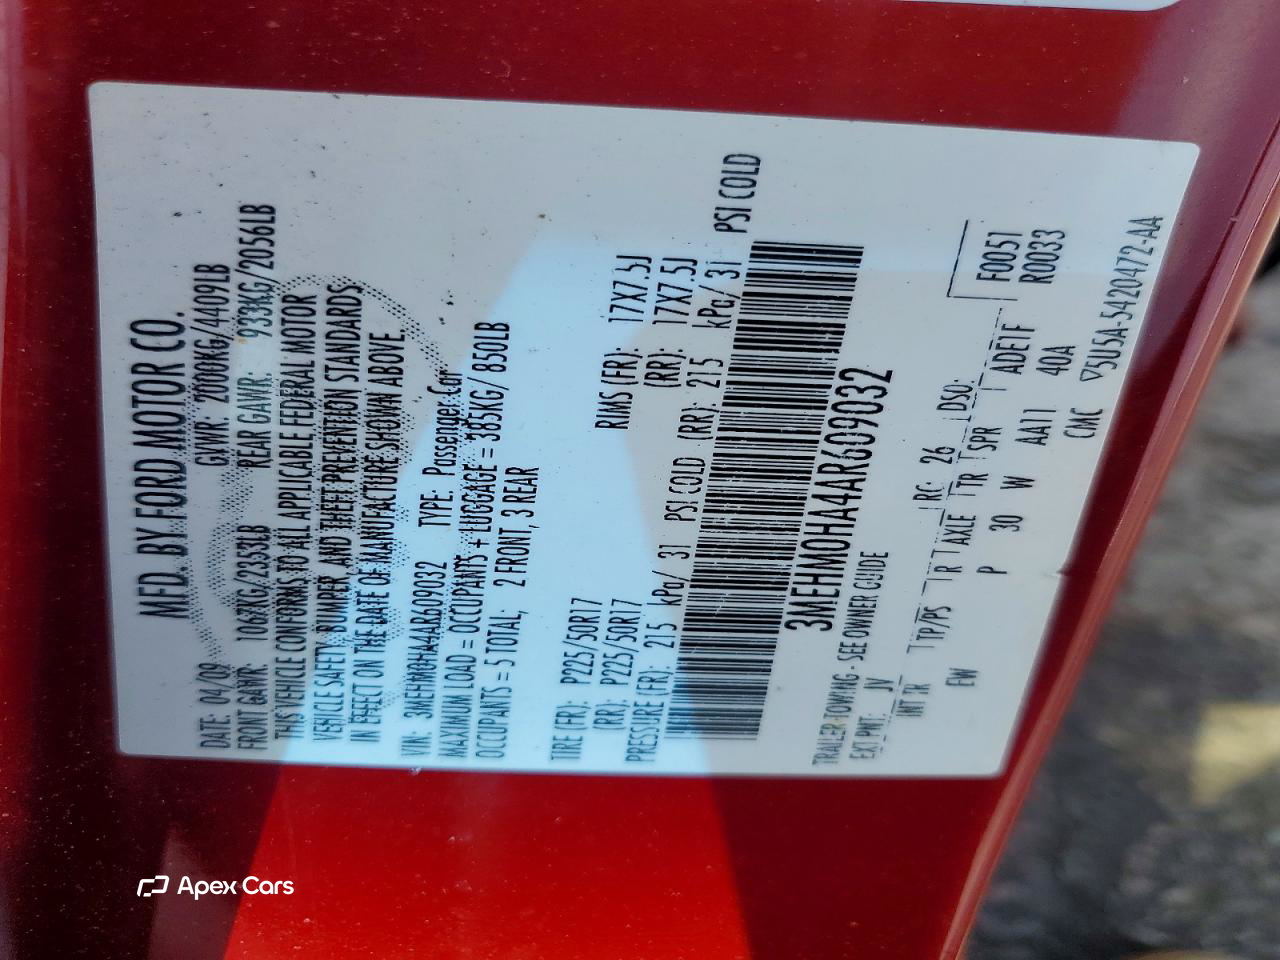 MFD. BY FORD MOTOR CO.
DATE: 04/09 GVWR: 2000KG/4409LB
FRONT GAWR: 1067KG/2353LB REAR GAWR: 933KG/2056LB
THIS VEHICLE CONFORMS TO ALL APPLICABLE FEDERAL MOTOR
VEHICLE SAFETY, BUMPER, AND THEFT PREVENTION STANDARDS
IN EFFECT ON THE DATE OF MANUFACTURE SHOWN ABOVE.
VIN: 3MEHM0HA4AR609032 TYPE: Passenger Car
MAXIMUM LOAD = OCCUPANTS + LUGGAGE = 385KG/ 850LB
OCCUPANTS = 5 TOTAL; 2 FRONT, 3 REAR
TIRE (FR): P225/50R17 RIMS (FR): 17X7.5J
(RR): P225/50R17 (RR): 17X7.5J
PRESSURE (FR): 215 kPa/ 31 PSI COLD (RR): 215 kPa/ 31 PSI COLD
3MEHM0HA4AR609032
TRAILER TOWING - SEE OWNER GUIDE
EXT PNT: JV RC: 26 DSO: F0051
INT TR TP/PS R AXLE TR SPR ADE1F R0033
EW P 30 W AA11 40A
CMC ▽5U5A-5420472-AA
Apex Cars